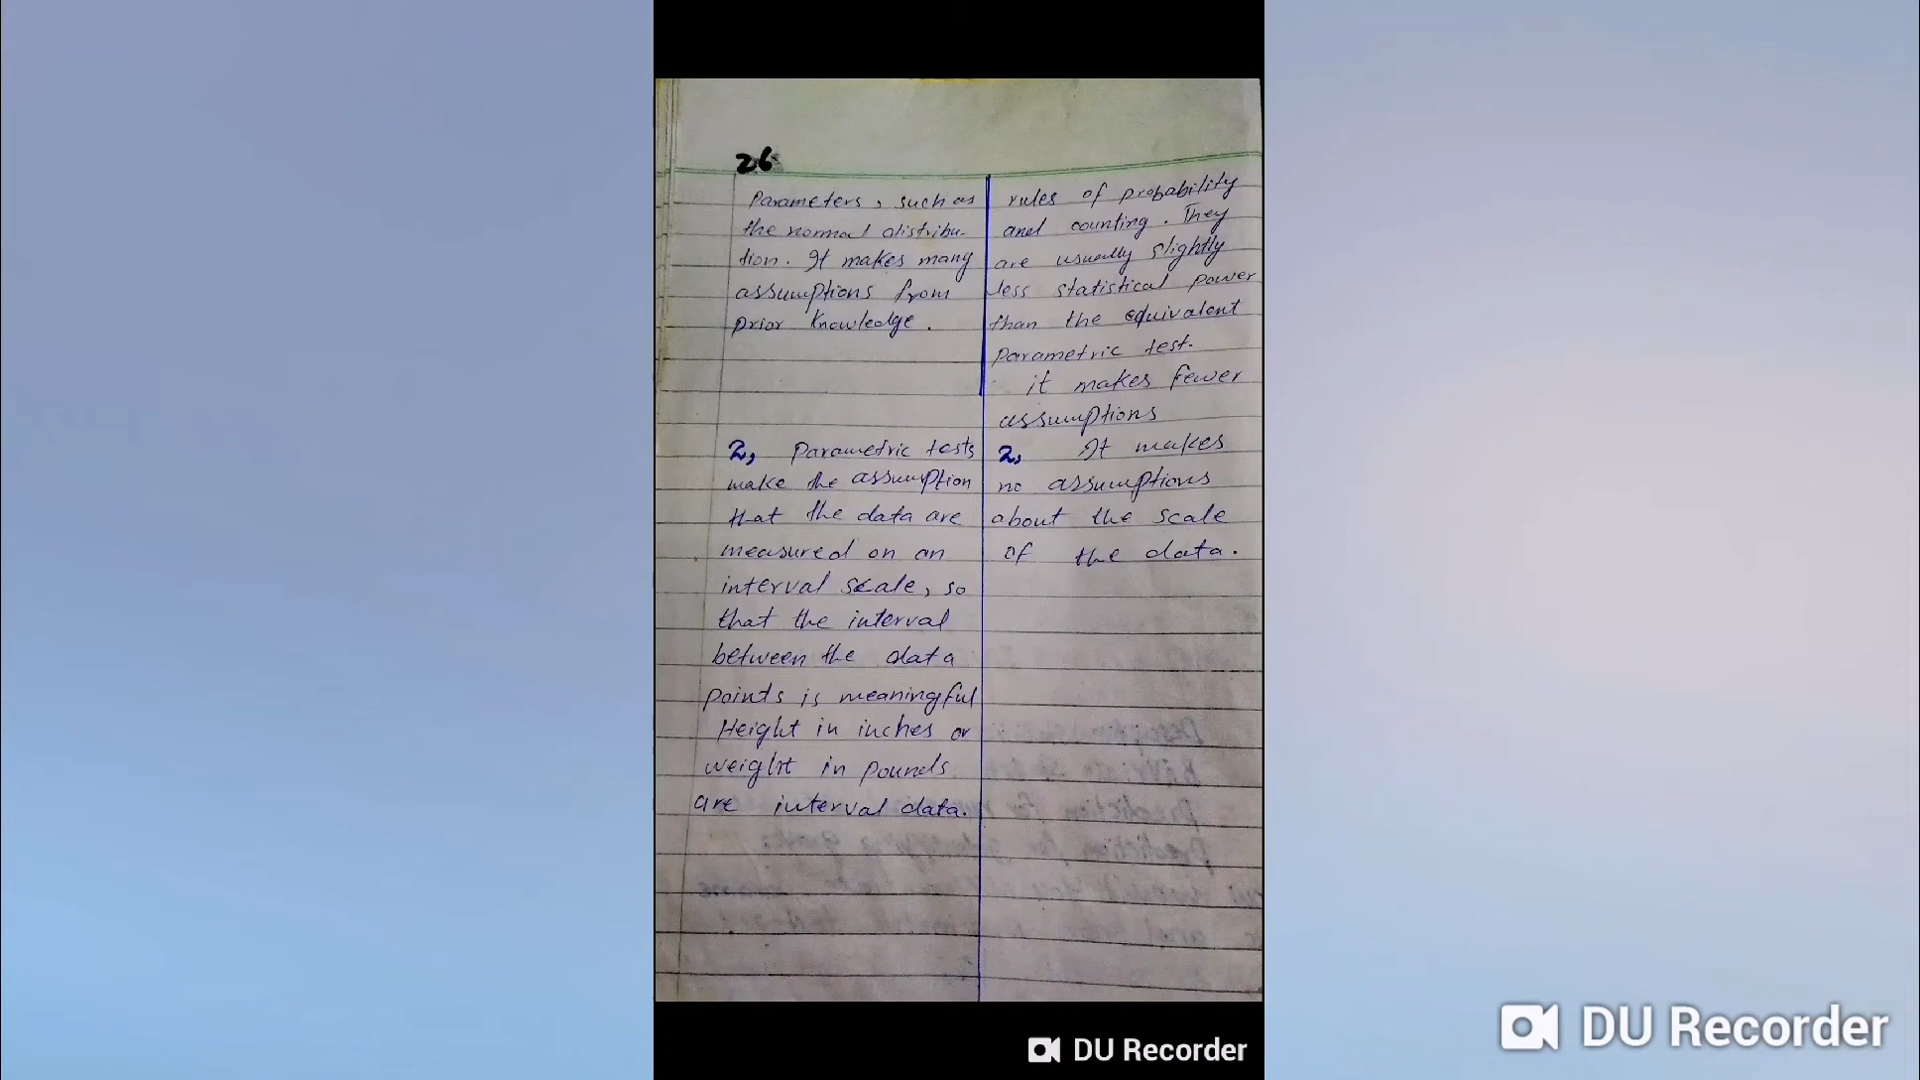 26
Parameters, such as
the normal distribu-
tion. It makes many
assumptions from
prior knowledge.
2, Parametric tests
make the assumption
that the data are
measured on an
interval scale, so
that the interval
between the data
points is meaningful
Height in inches or
weight in pounds
are interval data.
rules of probability
and counting. They
are usually slightly
less statistical power
than the equivalent
parametric test.
it makes fewer
assumptions
2, It makes
no assumptions
about the scale
of the data.
DU Recorder
DU Recorder